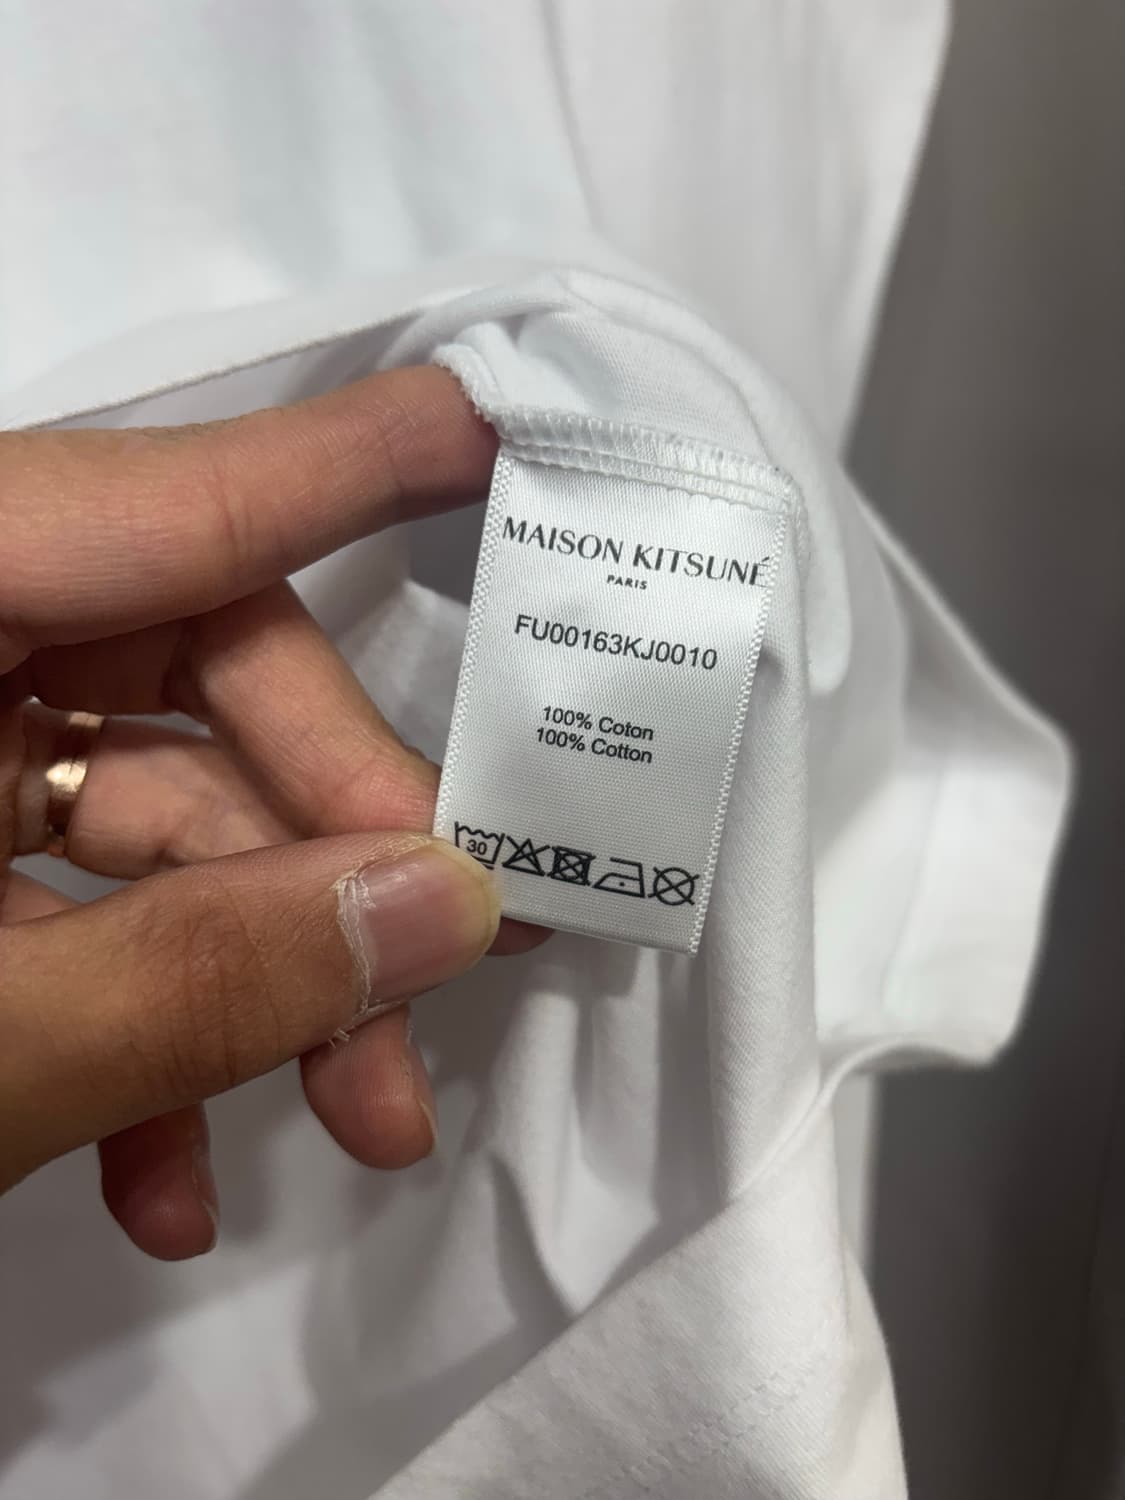 MAISON KITSUNÉ
PARIS
FU00163KJ0010
100% Coton
100% Cotton
30